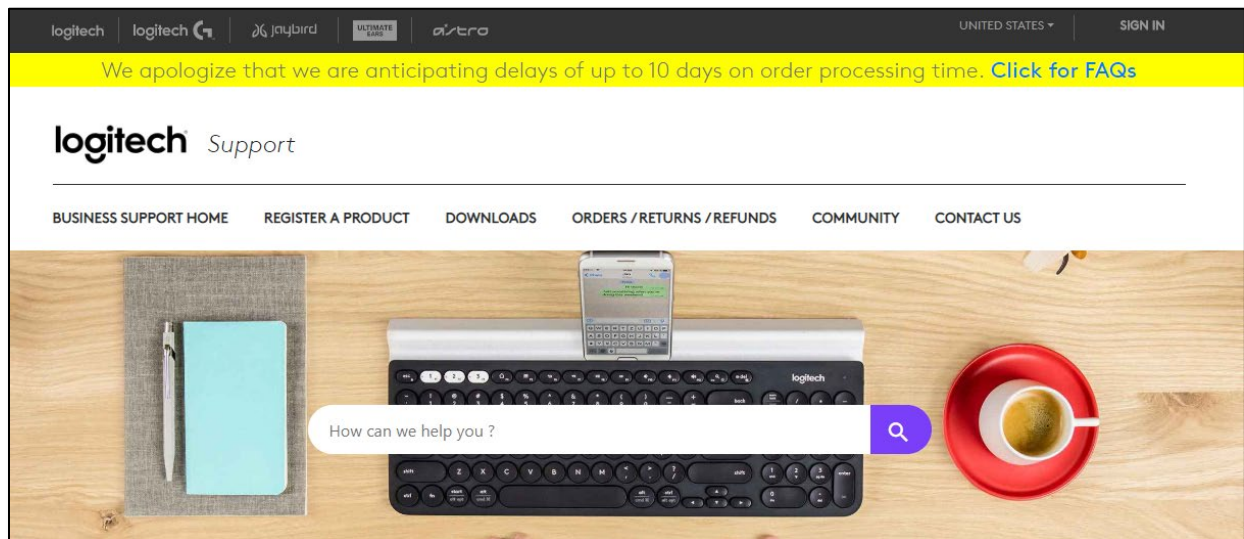 logitech logitech G jaybird ULTIMATE EARS ASTRO UNITED STATES SIGN IN
We apologize that we are anticipating delays of up to 10 days on order processing time. Click for FAQs
logitech Support
BUSINESS SUPPORT HOME REGISTER A PRODUCT DOWNLOADS ORDERS / RETURNS / REFUNDS COMMUNITY CONTACT US
logitech
How can we help you ?
shift Z X C V B N M shift